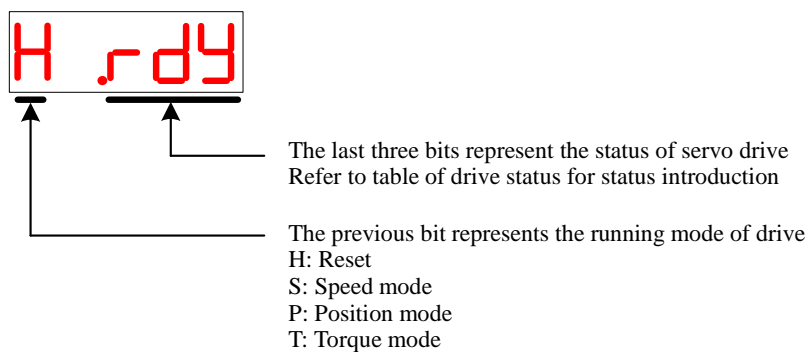 H .rdy
The last three bits represent the status of servo drive
Refer to table of drive status for status introduction
The previous bit represents the running mode of drive
H: Reset
S: Speed mode
P: Position mode
T: Torque mode